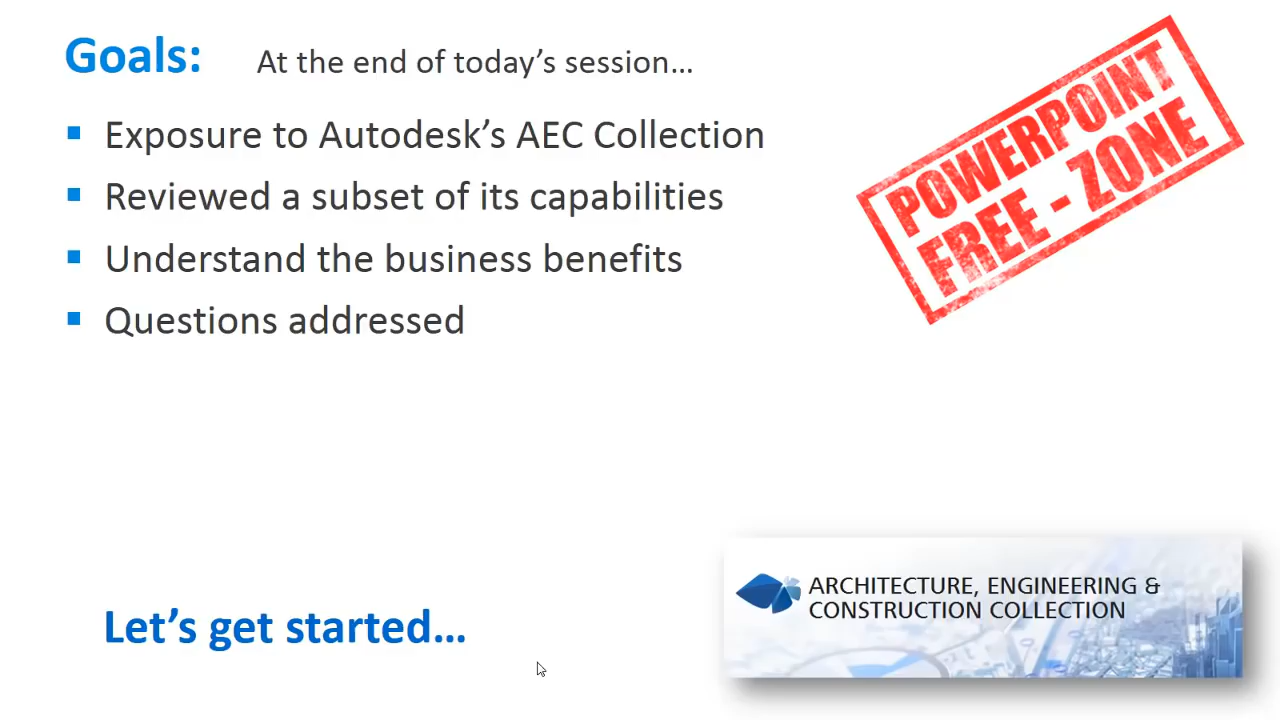 Goals: At the end of today’s session…
Exposure to Autodesk’s AEC Collection
Reviewed a subset of its capabilities
Understand the business benefits
Questions addressed
POWERPOINT
FREE - ZONE
Let’s get started…
ARCHITECTURE, ENGINEERING &
CONSTRUCTION COLLECTION